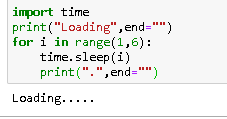 import time
print("Loading",end="")
for i in range(1,6):
    time.sleep(i)
    print(".",end="")
Loading.....